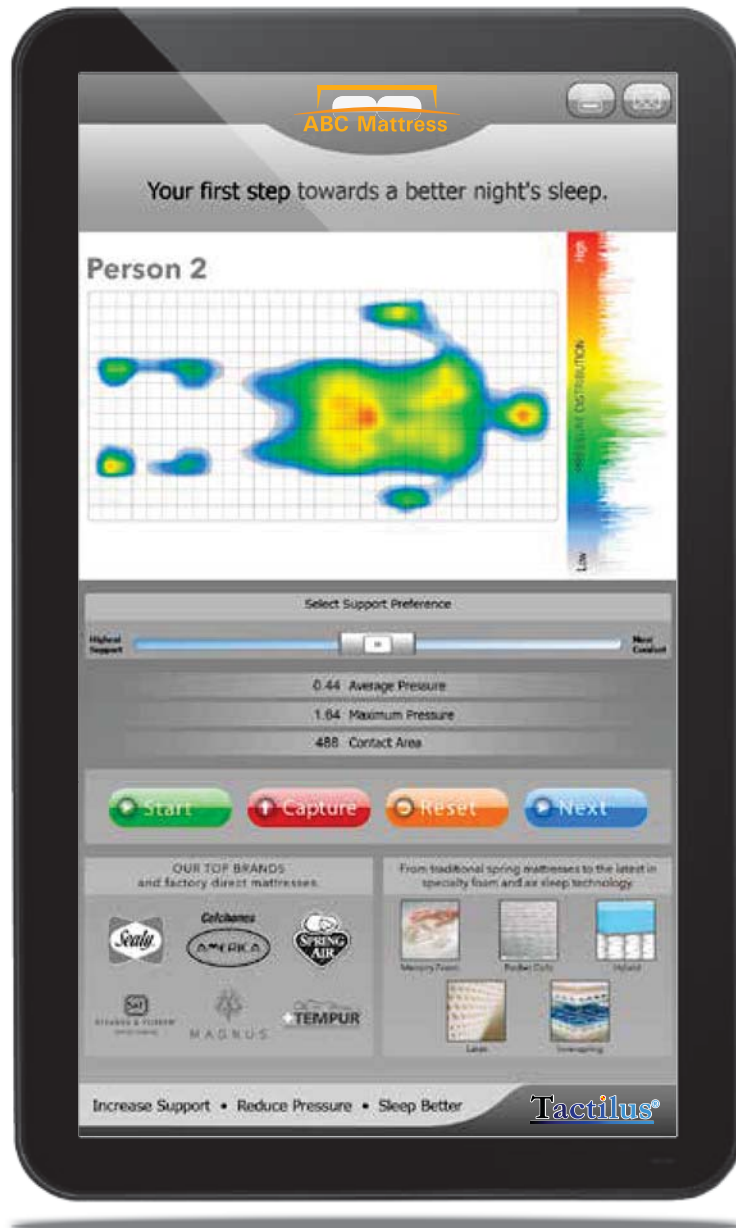 ABC Mattress
Your first step towards a better night's sleep.
Person 2
High
PRESSURE DISTRIBUTION
Low
Select Support Preference
Highest
Support
Most
Comfort
0.44 Average Pressure
1.64 Maximum Pressure
488 Contact Area
Start
Capture
Reset
Next
OUR TOP BRANDS
and factory direct mattresses.
From traditional spring mattresses to the latest in
specialty foam and air sleep technology.
Sealy
Colchones
AMERICA
SPRING
AIR
S&F
STEARNS & FOSTER
MAGNUS
TEMPUR
Memory Foam
Pocket Coils
Hybrid
Latex
Innerspring
Increase Support • Reduce Pressure • Sleep Better
Tactilus®